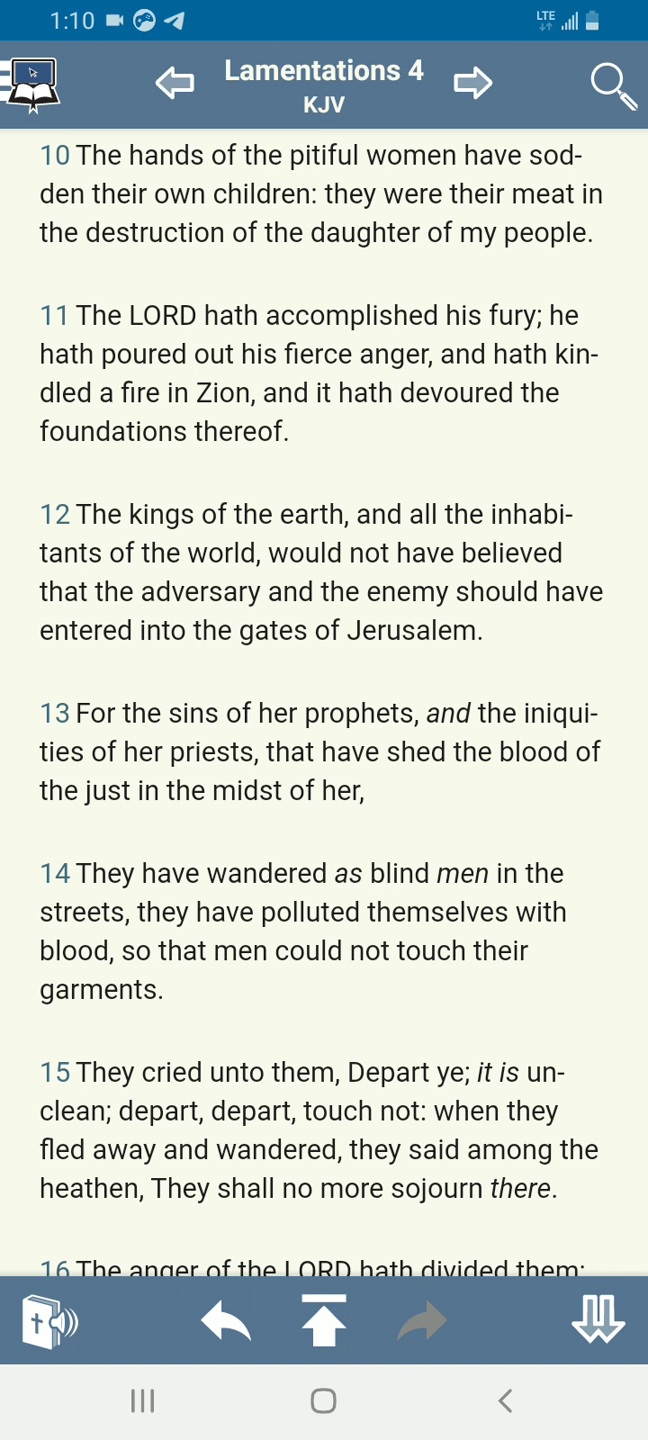 1:10
LTE
Lamentations 4
KJV
10 The hands of the pitiful women have sod-
den their own children: they were their meat in
the destruction of the daughter of my people.
11 The LORD hath accomplished his fury; he
hath poured out his fierce anger, and hath kin-
dled a fire in Zion, and it hath devoured the
foundations thereof.
12 The kings of the earth, and all the inhabi-
tants of the world, would not have believed
that the adversary and the enemy should have
entered into the gates of Jerusalem.
13 For the sins of her prophets, and the iniqui-
ties of her priests, that have shed the blood of
the just in the midst of her,
14 They have wandered as blind men in the
streets, they have polluted themselves with
blood, so that men could not touch their
garments.
15 They cried unto them, Depart ye; it is un-
clean; depart, depart, touch not: when they
fled away and wandered, they said among the
heathen, They shall no more sojourn there.
16 The anger of the LORD hath divided them;